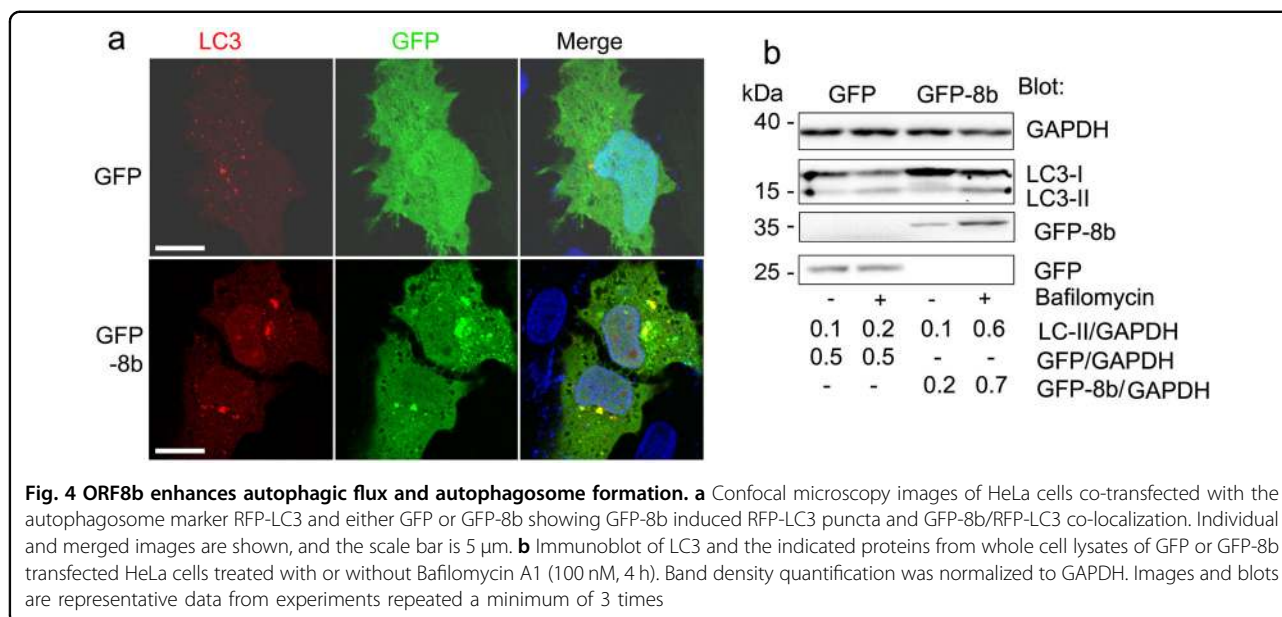 a
LC3 GFP Merge
GFP
GFP
-8b
b
kDa GFP GFP-8b Blot:
40 - GAPDH
LC3-I
15 - LC3-II
35 - GFP-8b
25 - GFP
- + - + Bafilomycin
0.1 0.2 0.1 0.6 LC-II/GAPDH
0.5 0.5 - - GFP/GAPDH
- - 0.2 0.7 GFP-8b/GAPDH
Fig. 4 ORF8b enhances autophagic flux and autophagosome formation. a Confocal microscopy images of HeLa cells co-transfected with the
autophagosome marker RFP-LC3 and either GFP or GFP-8b showing GFP-8b induced RFP-LC3 puncta and GFP-8b/RFP-LC3 co-localization. Individual
and merged images are shown, and the scale bar is 5 µm. b Immunoblot of LC3 and the indicated proteins from whole cell lysates of GFP or GFP-8b
transfected HeLa cells treated with or without Bafilomycin A1 (100 nM, 4 h). Band density quantification was normalized to GAPDH. Images and blots
are representative data from experiments repeated a minimum of 3 times